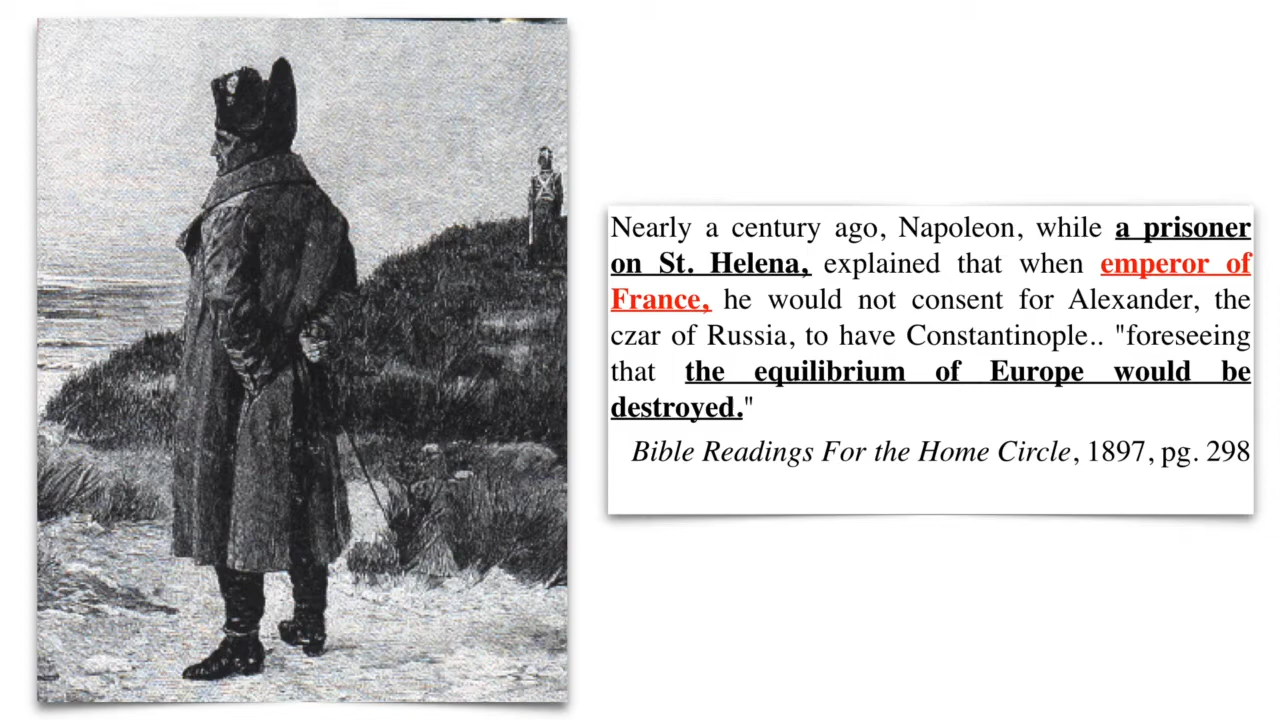 Nearly a century ago, Napoleon, while a prisoner
on St. Helena, explained that when emperor of
France, he would not consent for Alexander, the
czar of Russia, to have Constantinople.. "foreseeing
that the equilibrium of Europe would be
destroyed."
Bible Readings For the Home Circle, 1897, pg. 298